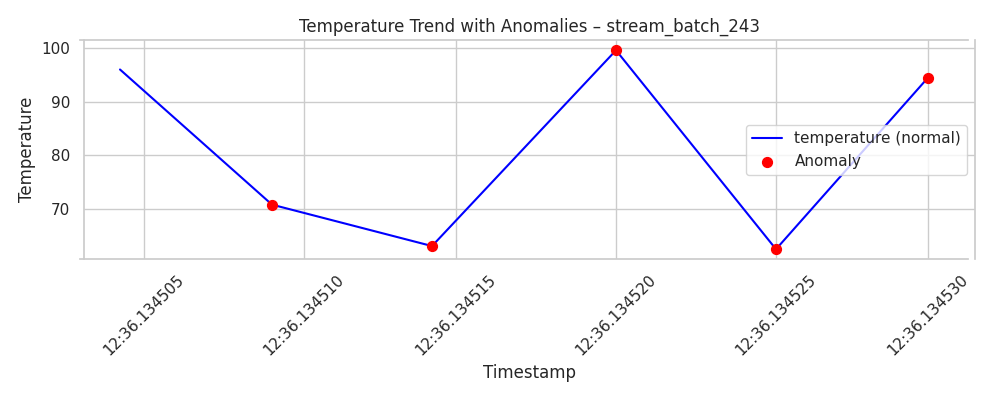 Temperature Trend with Anomalies – stream_batch_243
Temperature
100
90
80
70
temperature (normal)
Anomaly
12:36.134505
12:36.134510
12:36.134515
12:36.134520
12:36.134525
12:36.134530
Timestamp